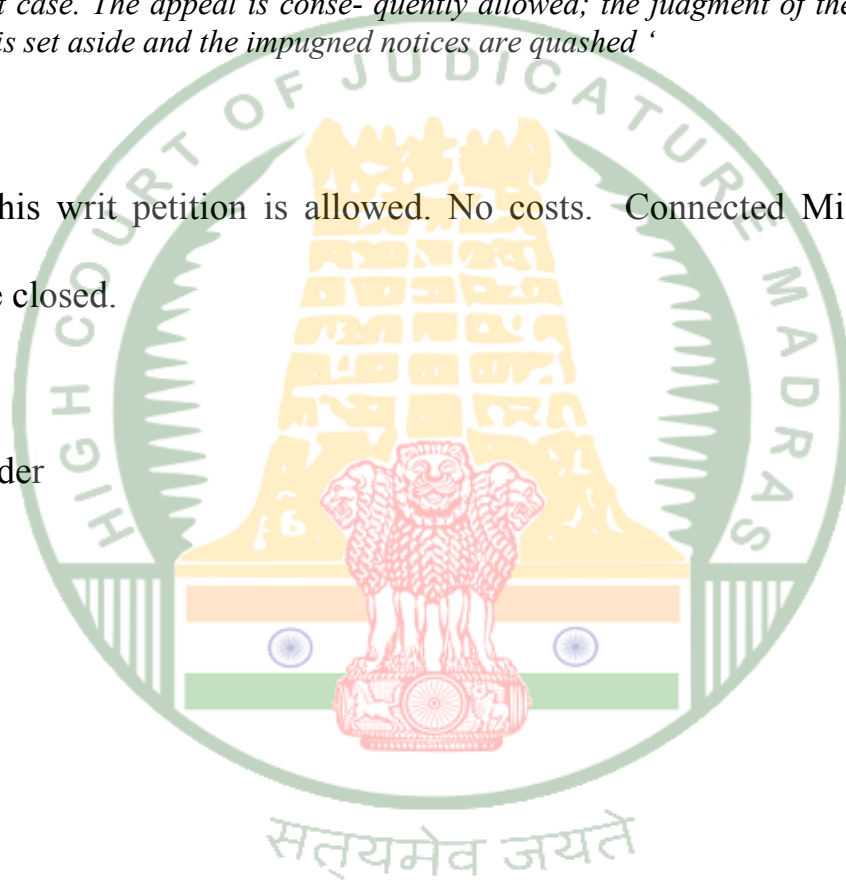 t case. The appeal is conse- quently allowed; the judgment of the
is set aside and the impugned notices are quashed ‘
HIGH COURT OF JUDICATURE MADRAS
his writ petition is allowed. No costs. Connected Mi
e closed.
der
सत्यमेव जयते